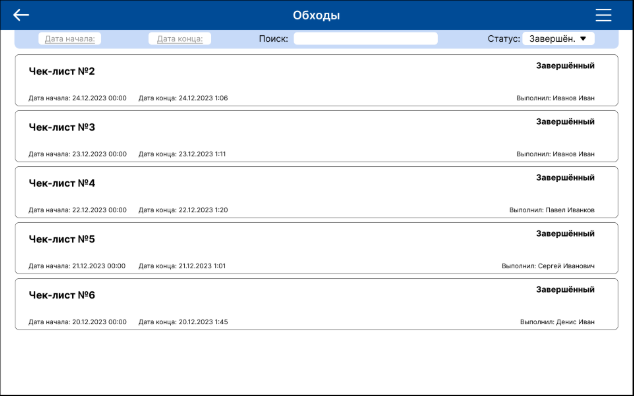 Обходы
Дата начала: Дата конца: Поиск: Статус: Завершён.
Чек-лист №2 Завершённый
Дата начала: 24.12.2023 00:00 Дата конца: 24.12.2023 1:06 Выполнил: Иванов Иван
Чек-лист №3 Завершённый
Дата начала: 23.12.2023 00:00 Дата конца: 23.12.2023 1:11 Выполнил: Иванов Иван
Чек-лист №4 Завершённый
Дата начала: 22.12.2023 00:00 Дата конца: 22.12.2023 1:20 Выполнил: Павел Иванков
Чек-лист №5 Завершённый
Дата начала: 21.12.2023 00:00 Дата конца: 21.12.2023 1:01 Выполнил: Сергей Иванович
Чек-лист №6 Завершённый
Дата начала: 20.12.2023 00:00 Дата конца: 20.12.2023 1:45 Выполнил: Денис Иван